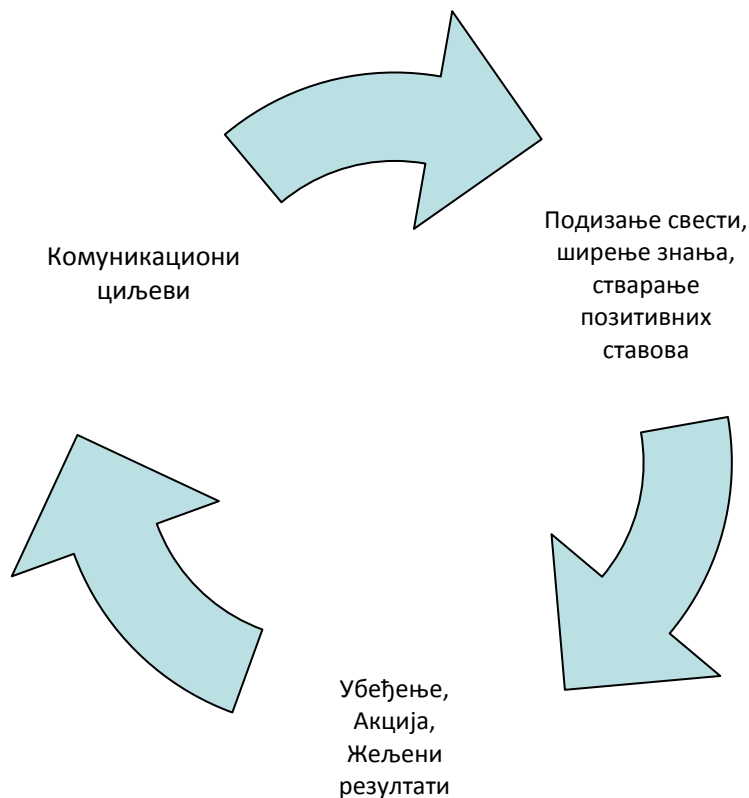 Комуникациони
циљеви
Подизање свести,
ширење знања,
стварање
позитивних
ставова
Убеђење,
Акција,
Жељени
резултати